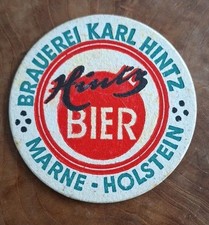 BRAUEREI KARL HINTZ
Hintz
BIER
MARNE - HOLSTEIN